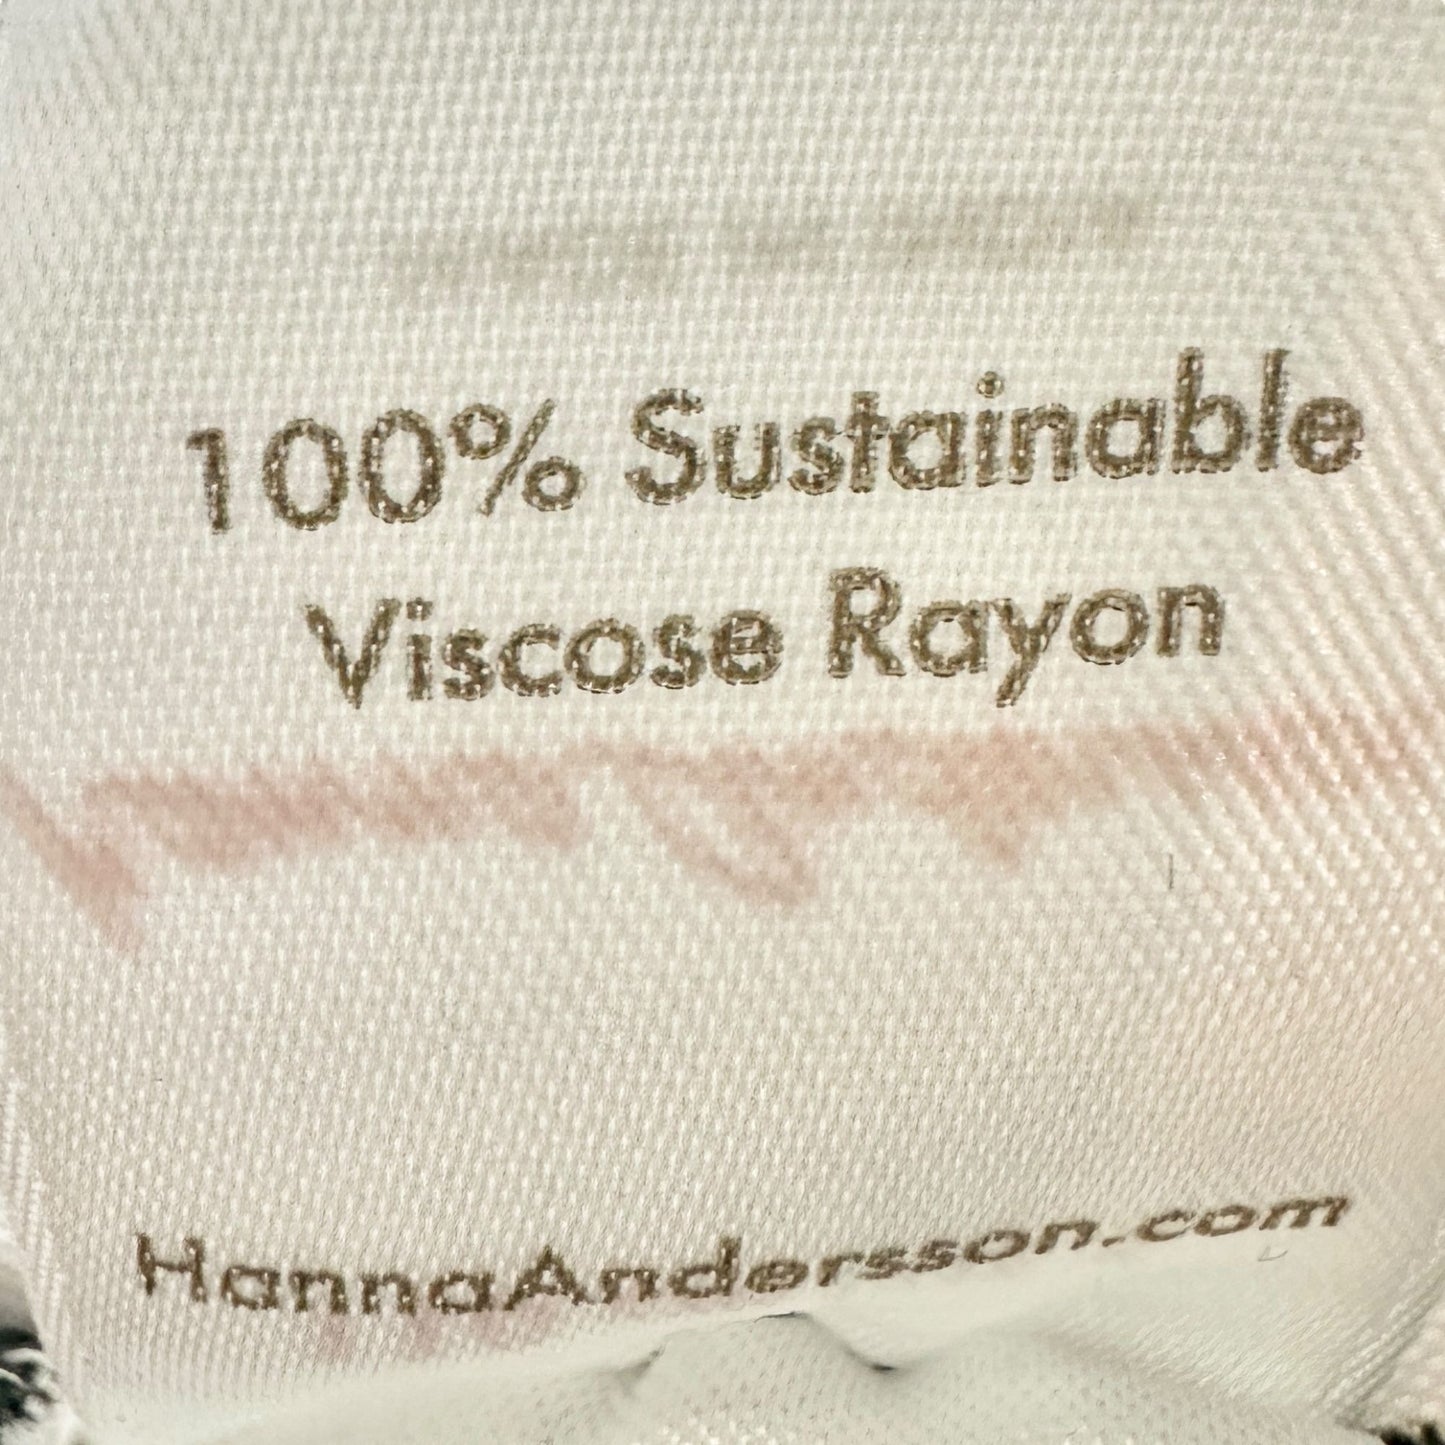 100% Sustainable
Viscose Rayon
HannaAndersson.com